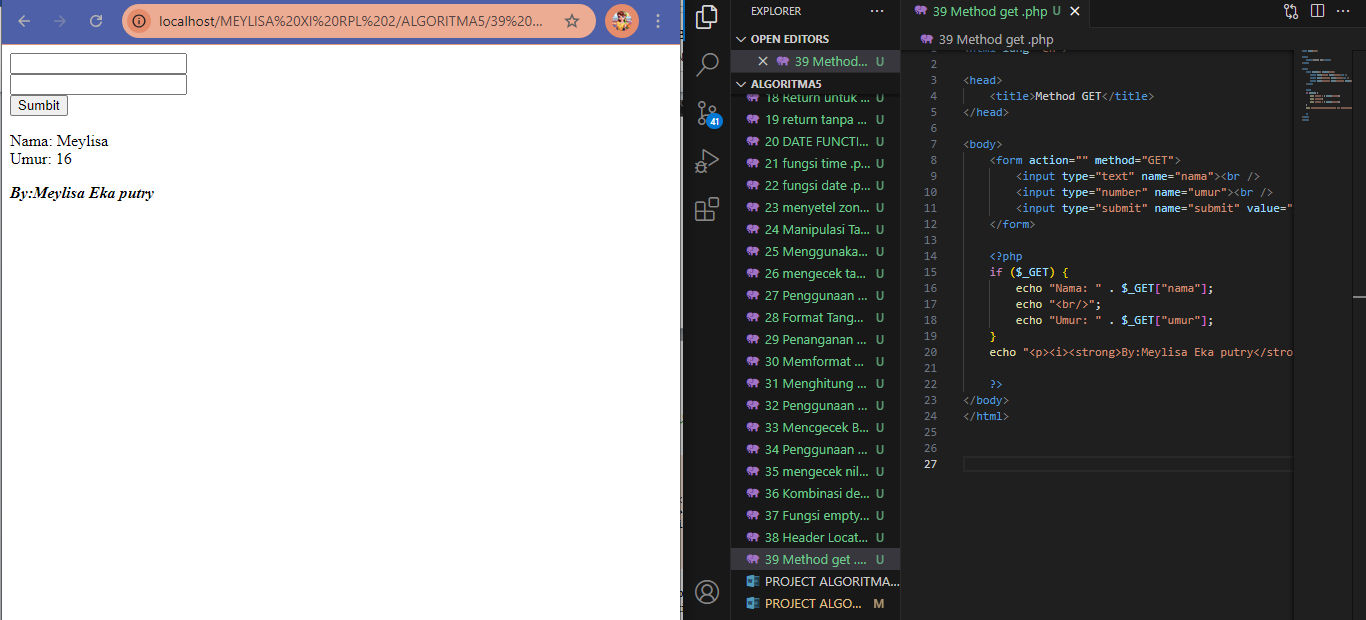 localhost/MEYLISA%20XI%20RPL%202/ALGORITMA5/39%20...
Sumbit
Nama: Meylisa
Umur: 16
By:Meylisa Eka putry
EXPLORER
OPEN EDITORS
39 Method... U
ALGORITMA5
18 Return untuk ... U
19 return tanpa ... U
20 DATE FUNCTI... U
21 fungsi time .p... U
22 fungsi date .p... U
23 menyetel zon... U
24 Manipulasi Ta... U
25 Menggunaka... U
26 mengecek ta... U
27 Penggunaan ... U
28 Format Tang... U
29 Penanganan ... U
30 Memformat ... U
31 Menghitung ... U
32 Penggunaan ... U
33 Mencgecek B... U
34 Penggunaan ... U
35 mengecek nil... U
36 Kombinasi de... U
37 Fungsi empty... U
38 Header Locat... U
39 Method get .... U
PROJECT ALGORITMA...
PROJECT ALGO... M
41
39 Method get .php U
39 Method get .php
2
3 <head>
4 <title>Method GET</title>
5 </head>
6
7 <body>
8 <form action="" method="GET">
9 <input type="text" name="nama"><br />
10 <input type="number" name="umur"><br />
11 <input type="submit" name="submit" value="
12 </form>
13
14 <?php
15 if ($_GET) {
16 echo "Nama: " . $_GET["nama"];
17 echo "<br/>";
18 echo "Umur: " . $_GET["umur"];
19 }
20 echo "<p><i><strong>By:Meylisa Eka putry</stro
21
22 ?>
23 </body>
24 </html>
25
26
27